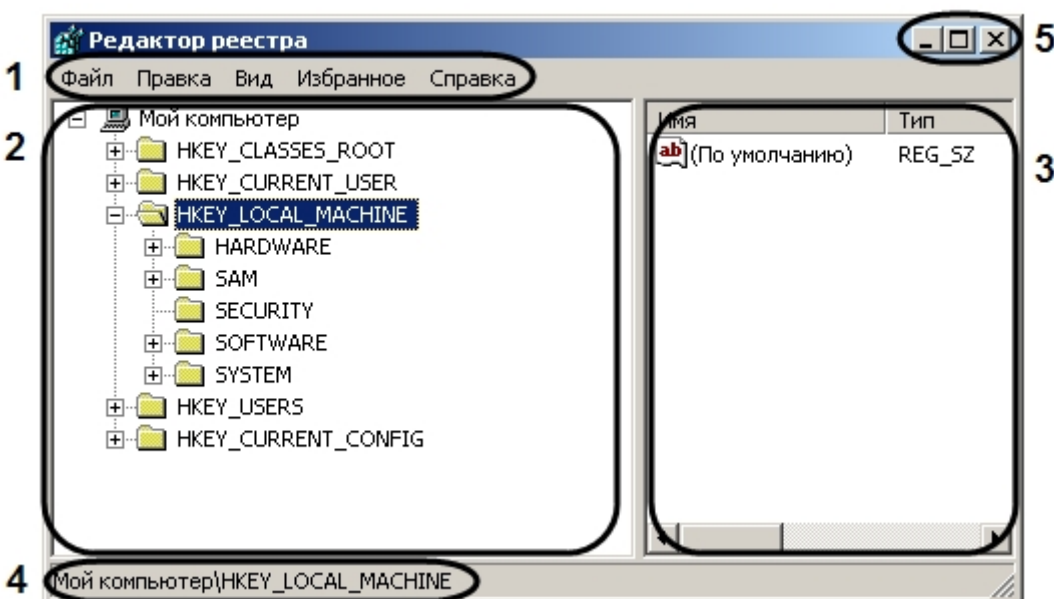 Редактор реестра
5
1
Файл Правка Вид Избранное Справка
2
Мой компьютер
HKEY_CLASSES_ROOT
HKEY_CURRENT_USER
HKEY_LOCAL_MACHINE
HARDWARE
SAM
SECURITY
SOFTWARE
SYSTEM
HKEY_USERS
HKEY_CURRENT_CONFIG
Имя Тип
ab (По умолчанию) REG_SZ
3
4
Мой компьютер\HKEY_LOCAL_MACHINE